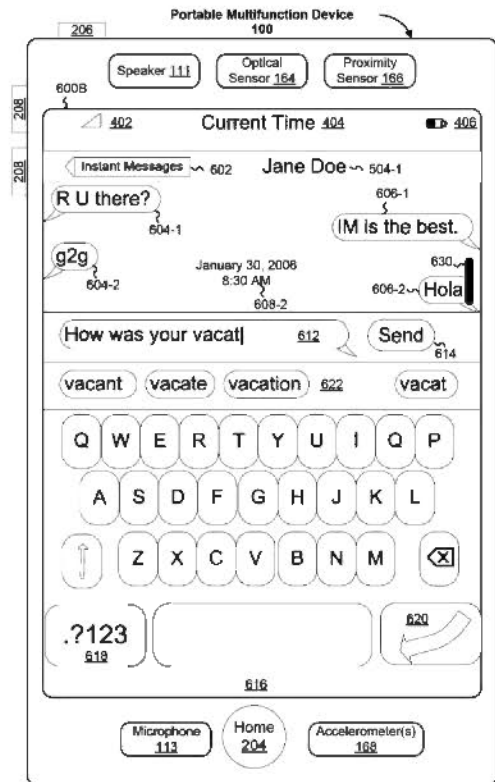 Portable Multifunction Device
100
206
Speaker 111
Optical
Sensor 164
Proximity
Sensor 166
208
600B
402
Current Time 404
406
208
Instant Messages
602
Jane Doe
504-1
R U there?
604-1
606-1
IM is the best.
g2g
604-2
January 30, 2006
8:30 AM
608-2
630
606-2
Hola
How was your vacat
612
Send
614
vacant
vacate
vacation
622
vacat
Q W E R T Y U I O P
A S D F G H J K L
Z X C V B N M
.?123
618
620
616
Microphone
113
Home
204
Accelerometer(s)
168